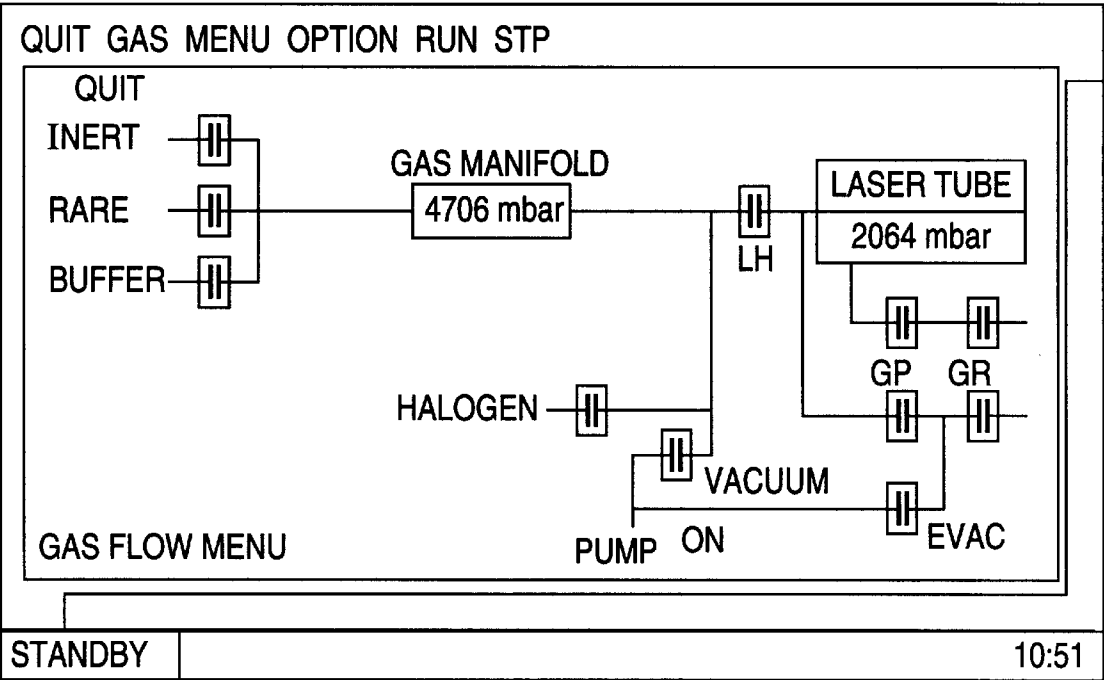 QUIT GAS MENU OPTION RUN STP
QUIT
INERT
GAS MANIFOLD
RARE
4706 mbar
LASER TUBE
2064 mbar
LH
BUFFER
GP GR
HALOGEN
VACUUM
PUMP ON
EVAC
GAS FLOW MENU
STANDBY
10:51